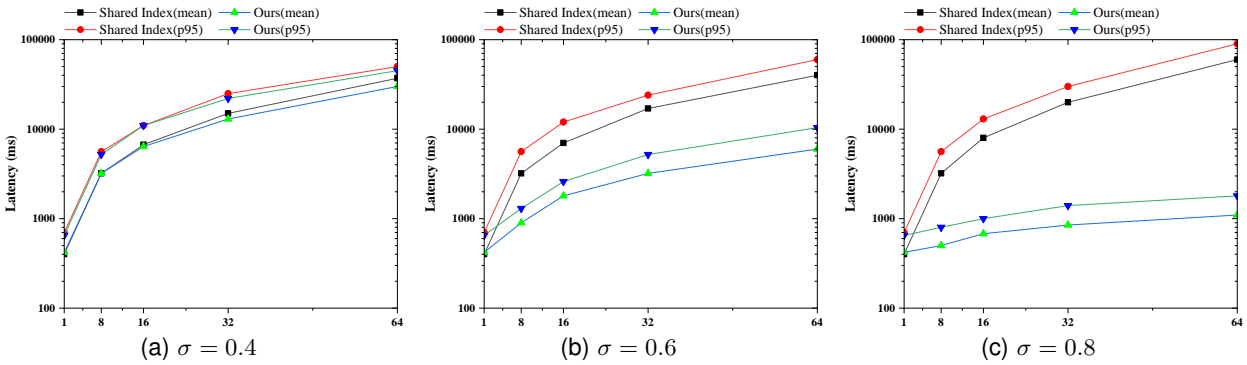 Shared Index(mean) Ours(mean)
Shared Index(p95) Ours(p95)
100000
10000
1000
100
Latency (ms)
1 8 16 32 64
(a) σ = 0.4
Shared Index(mean) Ours(mean)
Shared Index(p95) Ours(p95)
100000
10000
1000
100
Latency (ms)
1 8 16 32 64
(b) σ = 0.6
Shared Index(mean) Ours(mean)
Shared Index(p95) Ours(p95)
100000
10000
1000
100
Latency (ms)
1 8 16 32 64
(c) σ = 0.8